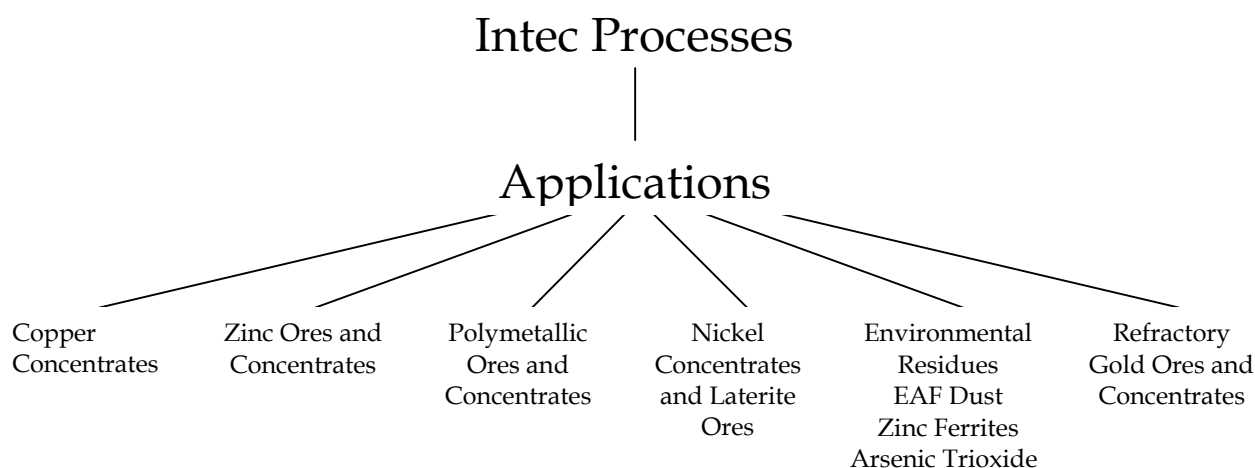 Intec Processes
Applications
Copper
Concentrates
Zinc Ores and
Concentrates
Polymetallic
Ores and
Concentrates
Nickel
Concentrates
and Laterite
Ores
Environmental
Residues
EAF Dust
Zinc Ferrites
Arsenic Trioxide
Refractory
Gold Ores and
Concentrates